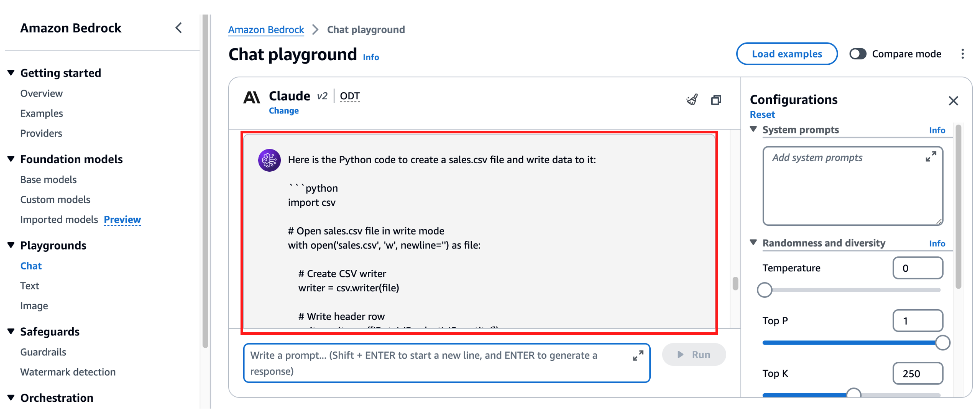 Amazon Bedrock
Getting started
Overview
Examples
Providers
Foundation models
Base models
Custom models
Imported models Preview
Playgrounds
Chat
Text
Image
Safeguards
Guardrails
Watermark detection
Orchestration
Amazon Bedrock > Chat playground
Chat playground Info
Load examples
Compare mode
Claude v2 | ODT
Change
Here is the Python code to create a sales.csv file and write data to it:
```python
import csv
# Open sales.csv file in write mode
with open('sales.csv', 'w', newline='') as file:
# Create CSV writer
writer = csv.writer(file)
# Write header row
Write a prompt... (Shift + ENTER to start a new line, and ENTER to generate a
response)
Run
Configurations
Reset
System prompts Info
Add system prompts
Randomness and diversity Info
Temperature 0
Top P 1
Top K 250